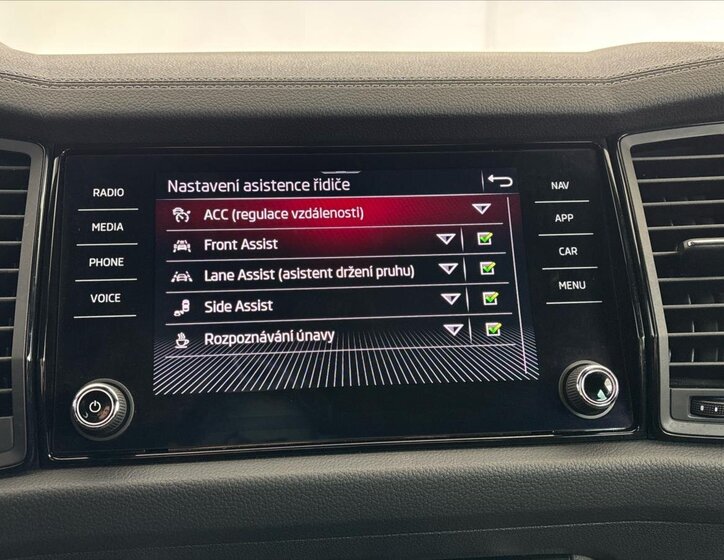 RADIO
MEDIA
PHONE
VOICE
Nastavení asistence řidiče
ACC (regulace vzdálenosti)
Front Assist
Lane Assist (asistent držení pruhu)
Side Assist
Rozpoznávání únavy
NAV
APP
CAR
MENU